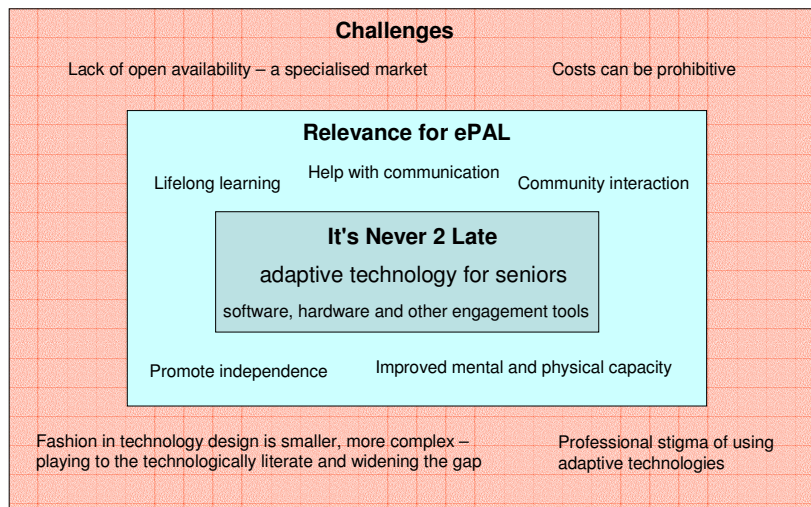 Challenges
Lack of open availability – a specialised market
Costs can be prohibitive
Relevance for ePAL
Lifelong learning
Help with communication
Community interaction
It's Never 2 Late
adaptive technology for seniors
software, hardware and other engagement tools
Promote independence
Improved mental and physical capacity
Fashion in technology design is smaller, more complex –
playing to the technologically literate and widening the gap
Professional stigma of using
adaptive technologies